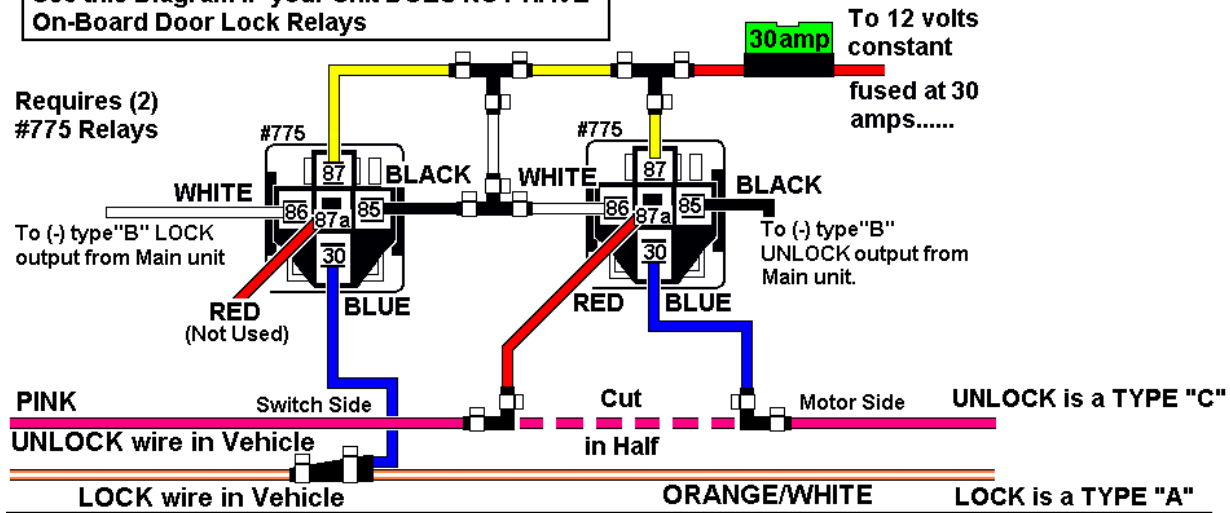 On-Board Door Lock Relays
30amp
To 12 volts
constant
fused at 30
amps......
Requires (2)
#775 Relays
#775
#775
87
87
WHITE
BLACK
WHITE
BLACK
86
87a
85
86
87a
85
To (-) type"B" LOCK
output from Main unit
To (-) type"B"
UNLOCK output from
Main unit.
30
30
RED
(Not Used)
BLUE
RED
BLUE
PINK
Switch Side
Cut
Motor Side
UNLOCK is a TYPE "C"
UNLOCK wire in Vehicle
in Half
LOCK wire in Vehicle
ORANGE/WHITE
LOCK is a TYPE "A"